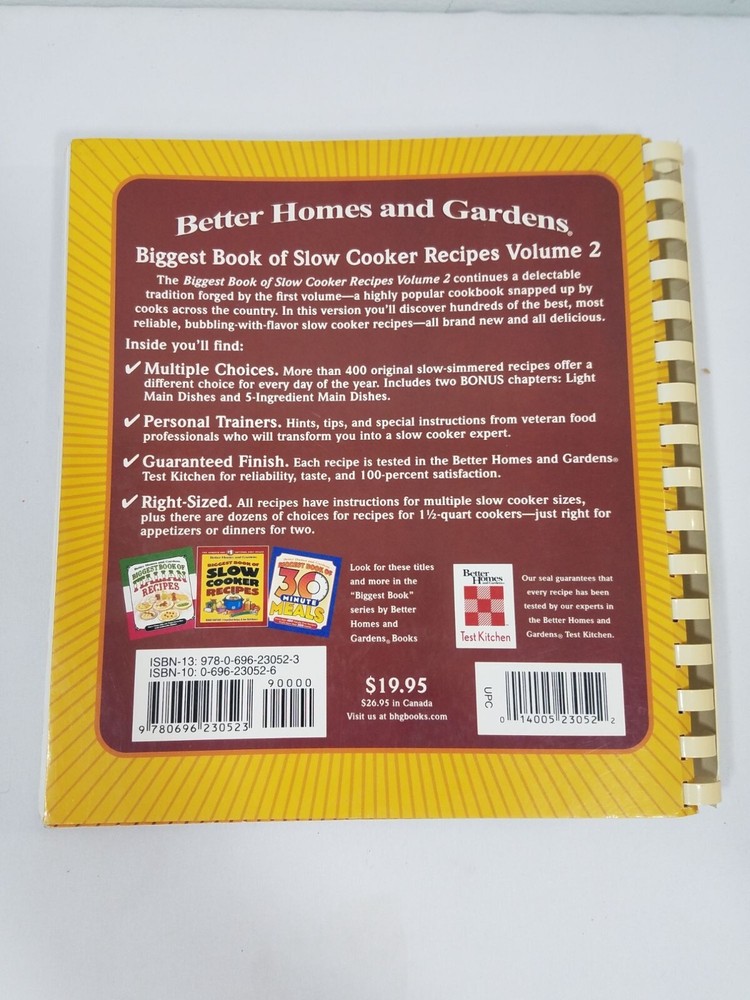 Better Homes and Gardens®
Biggest Book of Slow Cooker Recipes Volume 2
The Biggest Book of Slow Cooker Recipes Volume 2 continues a delectable
tradition forged by the first volume—a highly popular cookbook snapped up by
cooks across the country. In this version you'll discover hundreds of the best, most
reliable, bubbling-with-flavor slow cooker recipes—all brand new and all delicious.
Inside you'll find:
✔ Multiple Choices. More than 400 original slow-simmered recipes offer a
different choice for every day of the year. Includes two BONUS chapters: Light
Main Dishes and 5-Ingredient Main Dishes.
✔ Personal Trainers. Hints, tips, and special instructions from veteran food
professionals who will transform you into a slow cooker expert.
✔ Guaranteed Finish. Each recipe is tested in the Better Homes and Gardens®
Test Kitchen for reliability, taste, and 100-percent satisfaction.
✔ Right-Sized. All recipes have instructions for multiple slow cooker sizes,
plus there are dozens of choices for recipes for 1½-quart cookers—just right for
appetizers or dinners for two.
BIGGEST BOOK OF
ITALIAN
RECIPES
Better Homes and Gardens
BIGGEST BOOK OF
SLOW
COOKER
RECIPES
BIGGEST BOOK OF
30
MINUTE
MEALS
Look for these titles
and more in the
"Biggest Book"
series by Better
Homes and
Gardens® Books
Better
Homes
and Gardens
Test Kitchen
Our seal guarantees that
every recipe has been
tested by our experts in
the Better Homes and
Gardens® Test Kitchen.
ISBN-13: 978-0-696-23052-3
ISBN-10: 0-696-23052-6
90000
9 780696 230523
$19.95
$26.95 in Canada
Visit us at bhgbooks.com
UPC
0 14005 23052 2